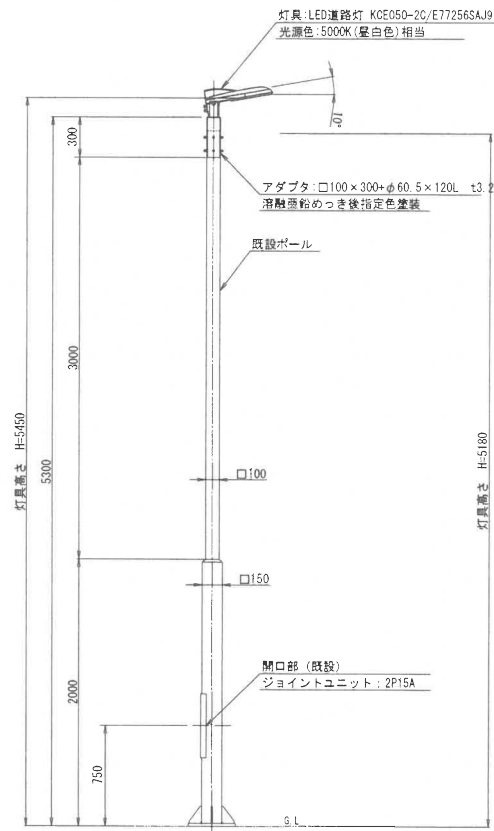 灯具:LED道路灯 KCE050-2C/E77256SAJ9
光源色:5000K(昼白色)相当
10°
300
アダプタ:□100×300+φ60.5×120L t3.2
溶融亜鉛めっき後指定色塗装
既設ポール
3000
灯具高さ H=5450
5300
灯具高さ H=5180
□100
□150
2000
開口部 (既設)
ジョイントユニット:2P15A
750
G.L